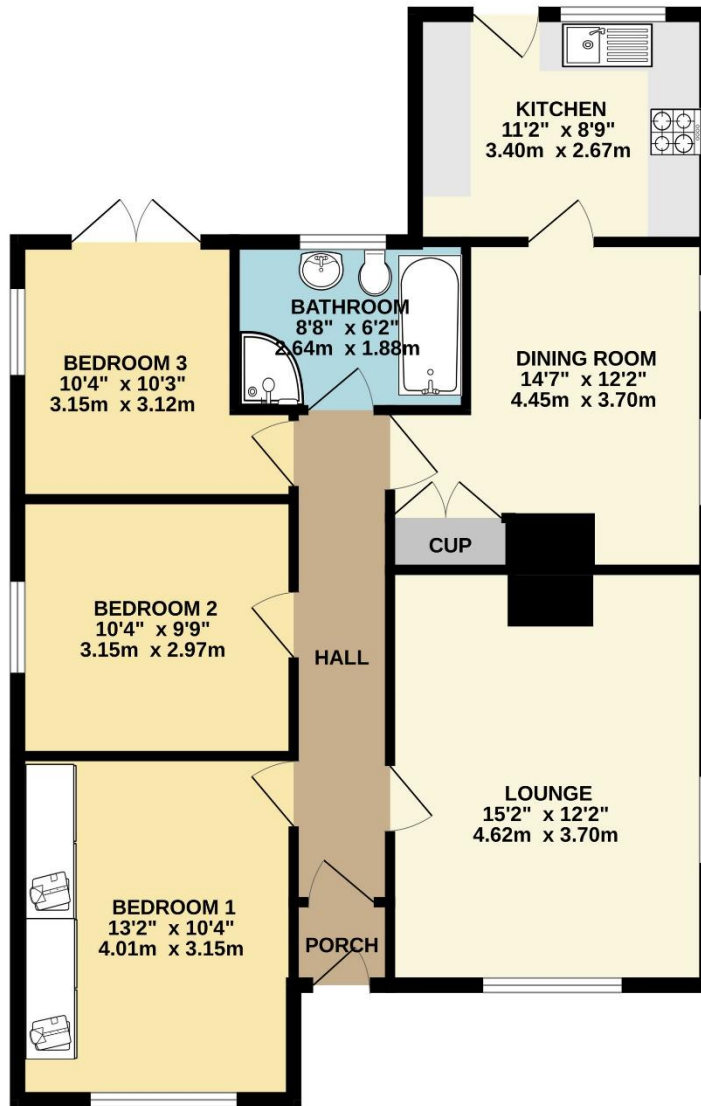 KITCHEN
11'2" x 8'9"
3.40m x 2.67m
BATHROOM
8'8" x 6'2"
2.64m x 1.88m
BEDROOM 3
10'4" x 10'3"
3.15m x 3.12m
DINING ROOM
14'7" x 12'2"
4.45m x 3.70m
CUP
BEDROOM 2
10'4" x 9'9"
3.15m x 2.97m
HALL
LOUNGE
15'2" x 12'2"
4.62m x 3.70m
BEDROOM 1
13'2" x 10'4"
4.01m x 3.15m
PORCH